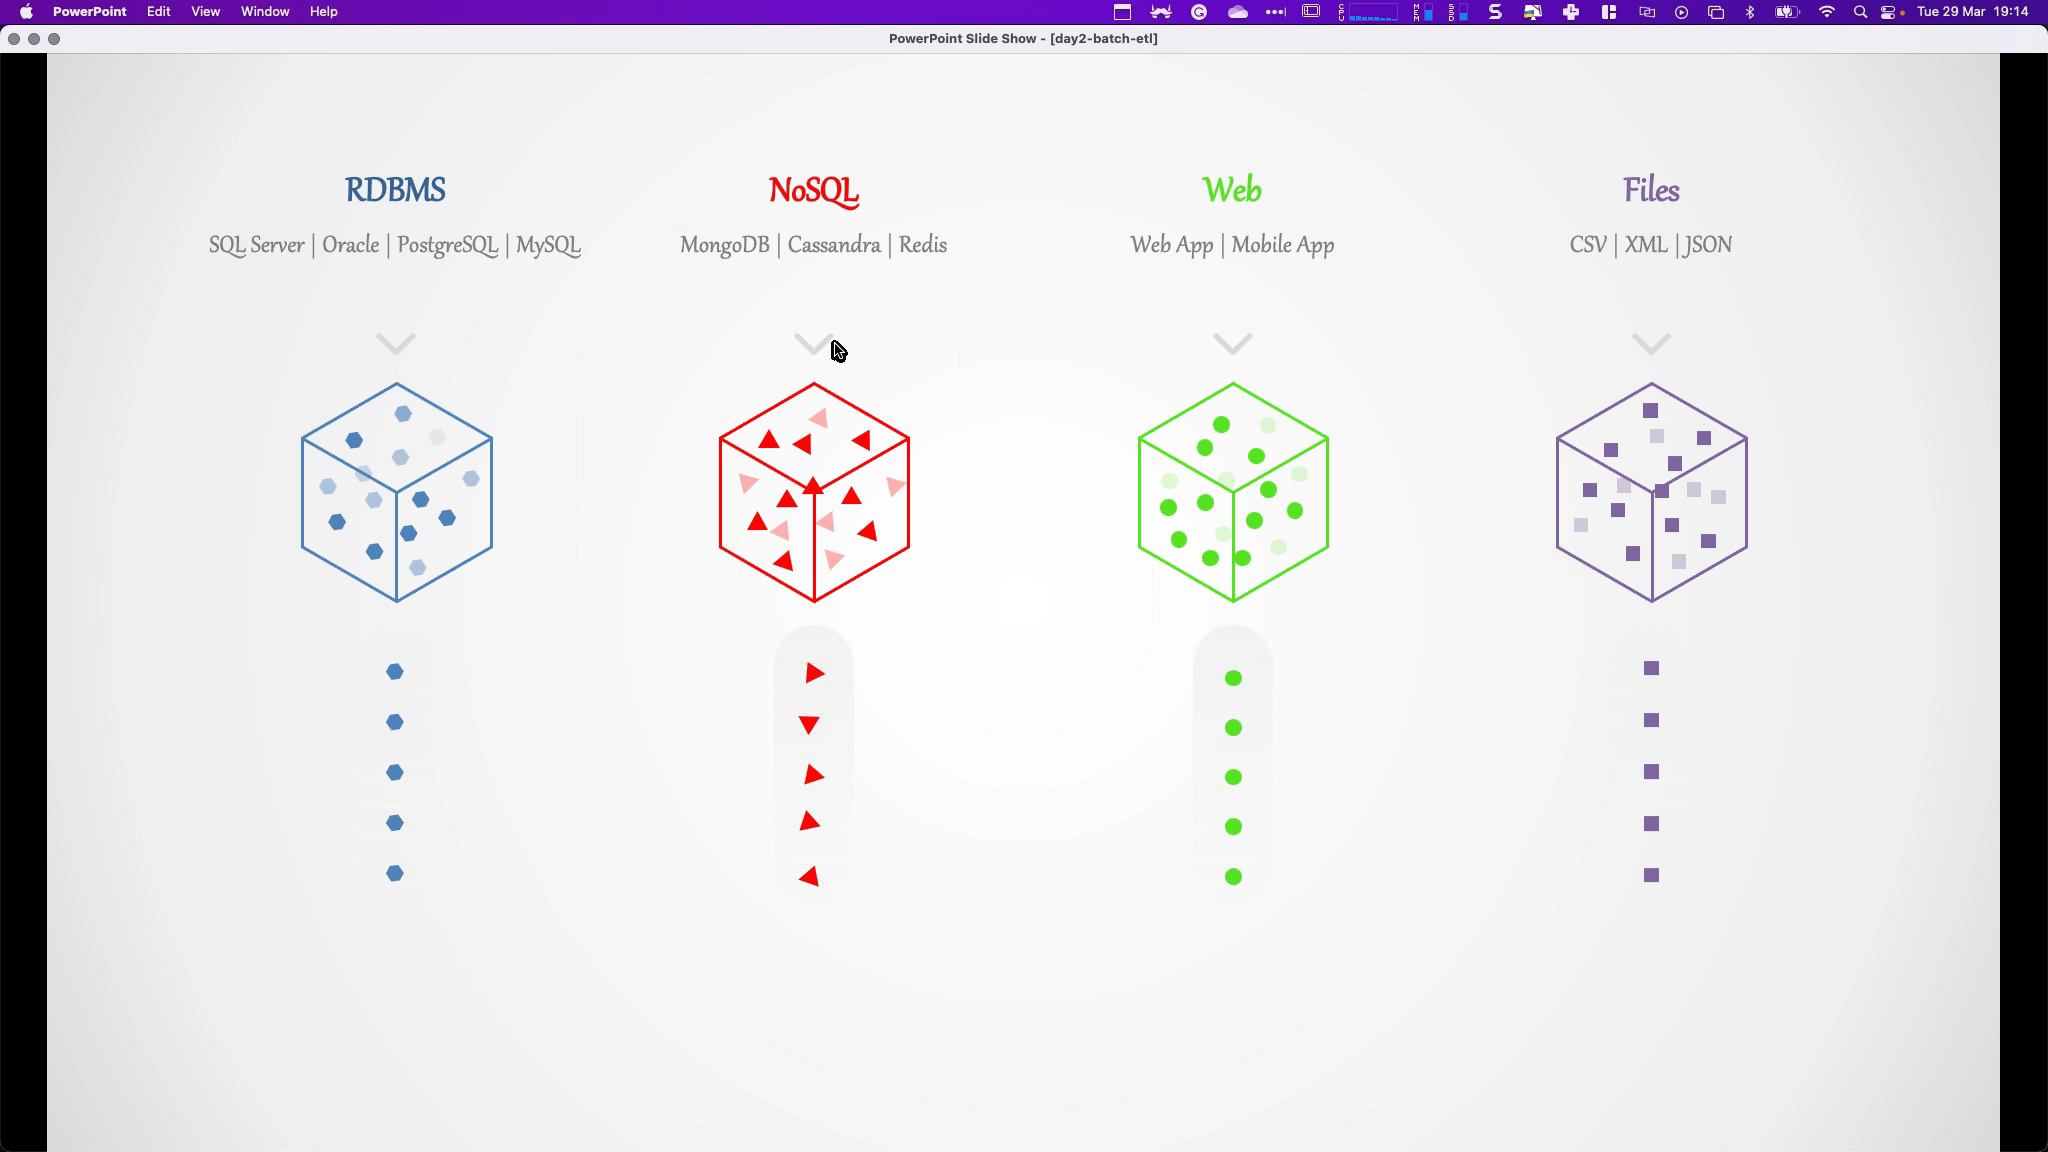 PowerPoint Edit View Window Help
Tue 29 Mar 19:14
PowerPoint Slide Show - [day2-batch-etl]
RDBMS
SQL Server | Oracle | PostgreSQL | MySQL
NoSQL
MongoDB | Cassandra | Redis
Web
Web App | Mobile App
Files
CSV | XML | JSON